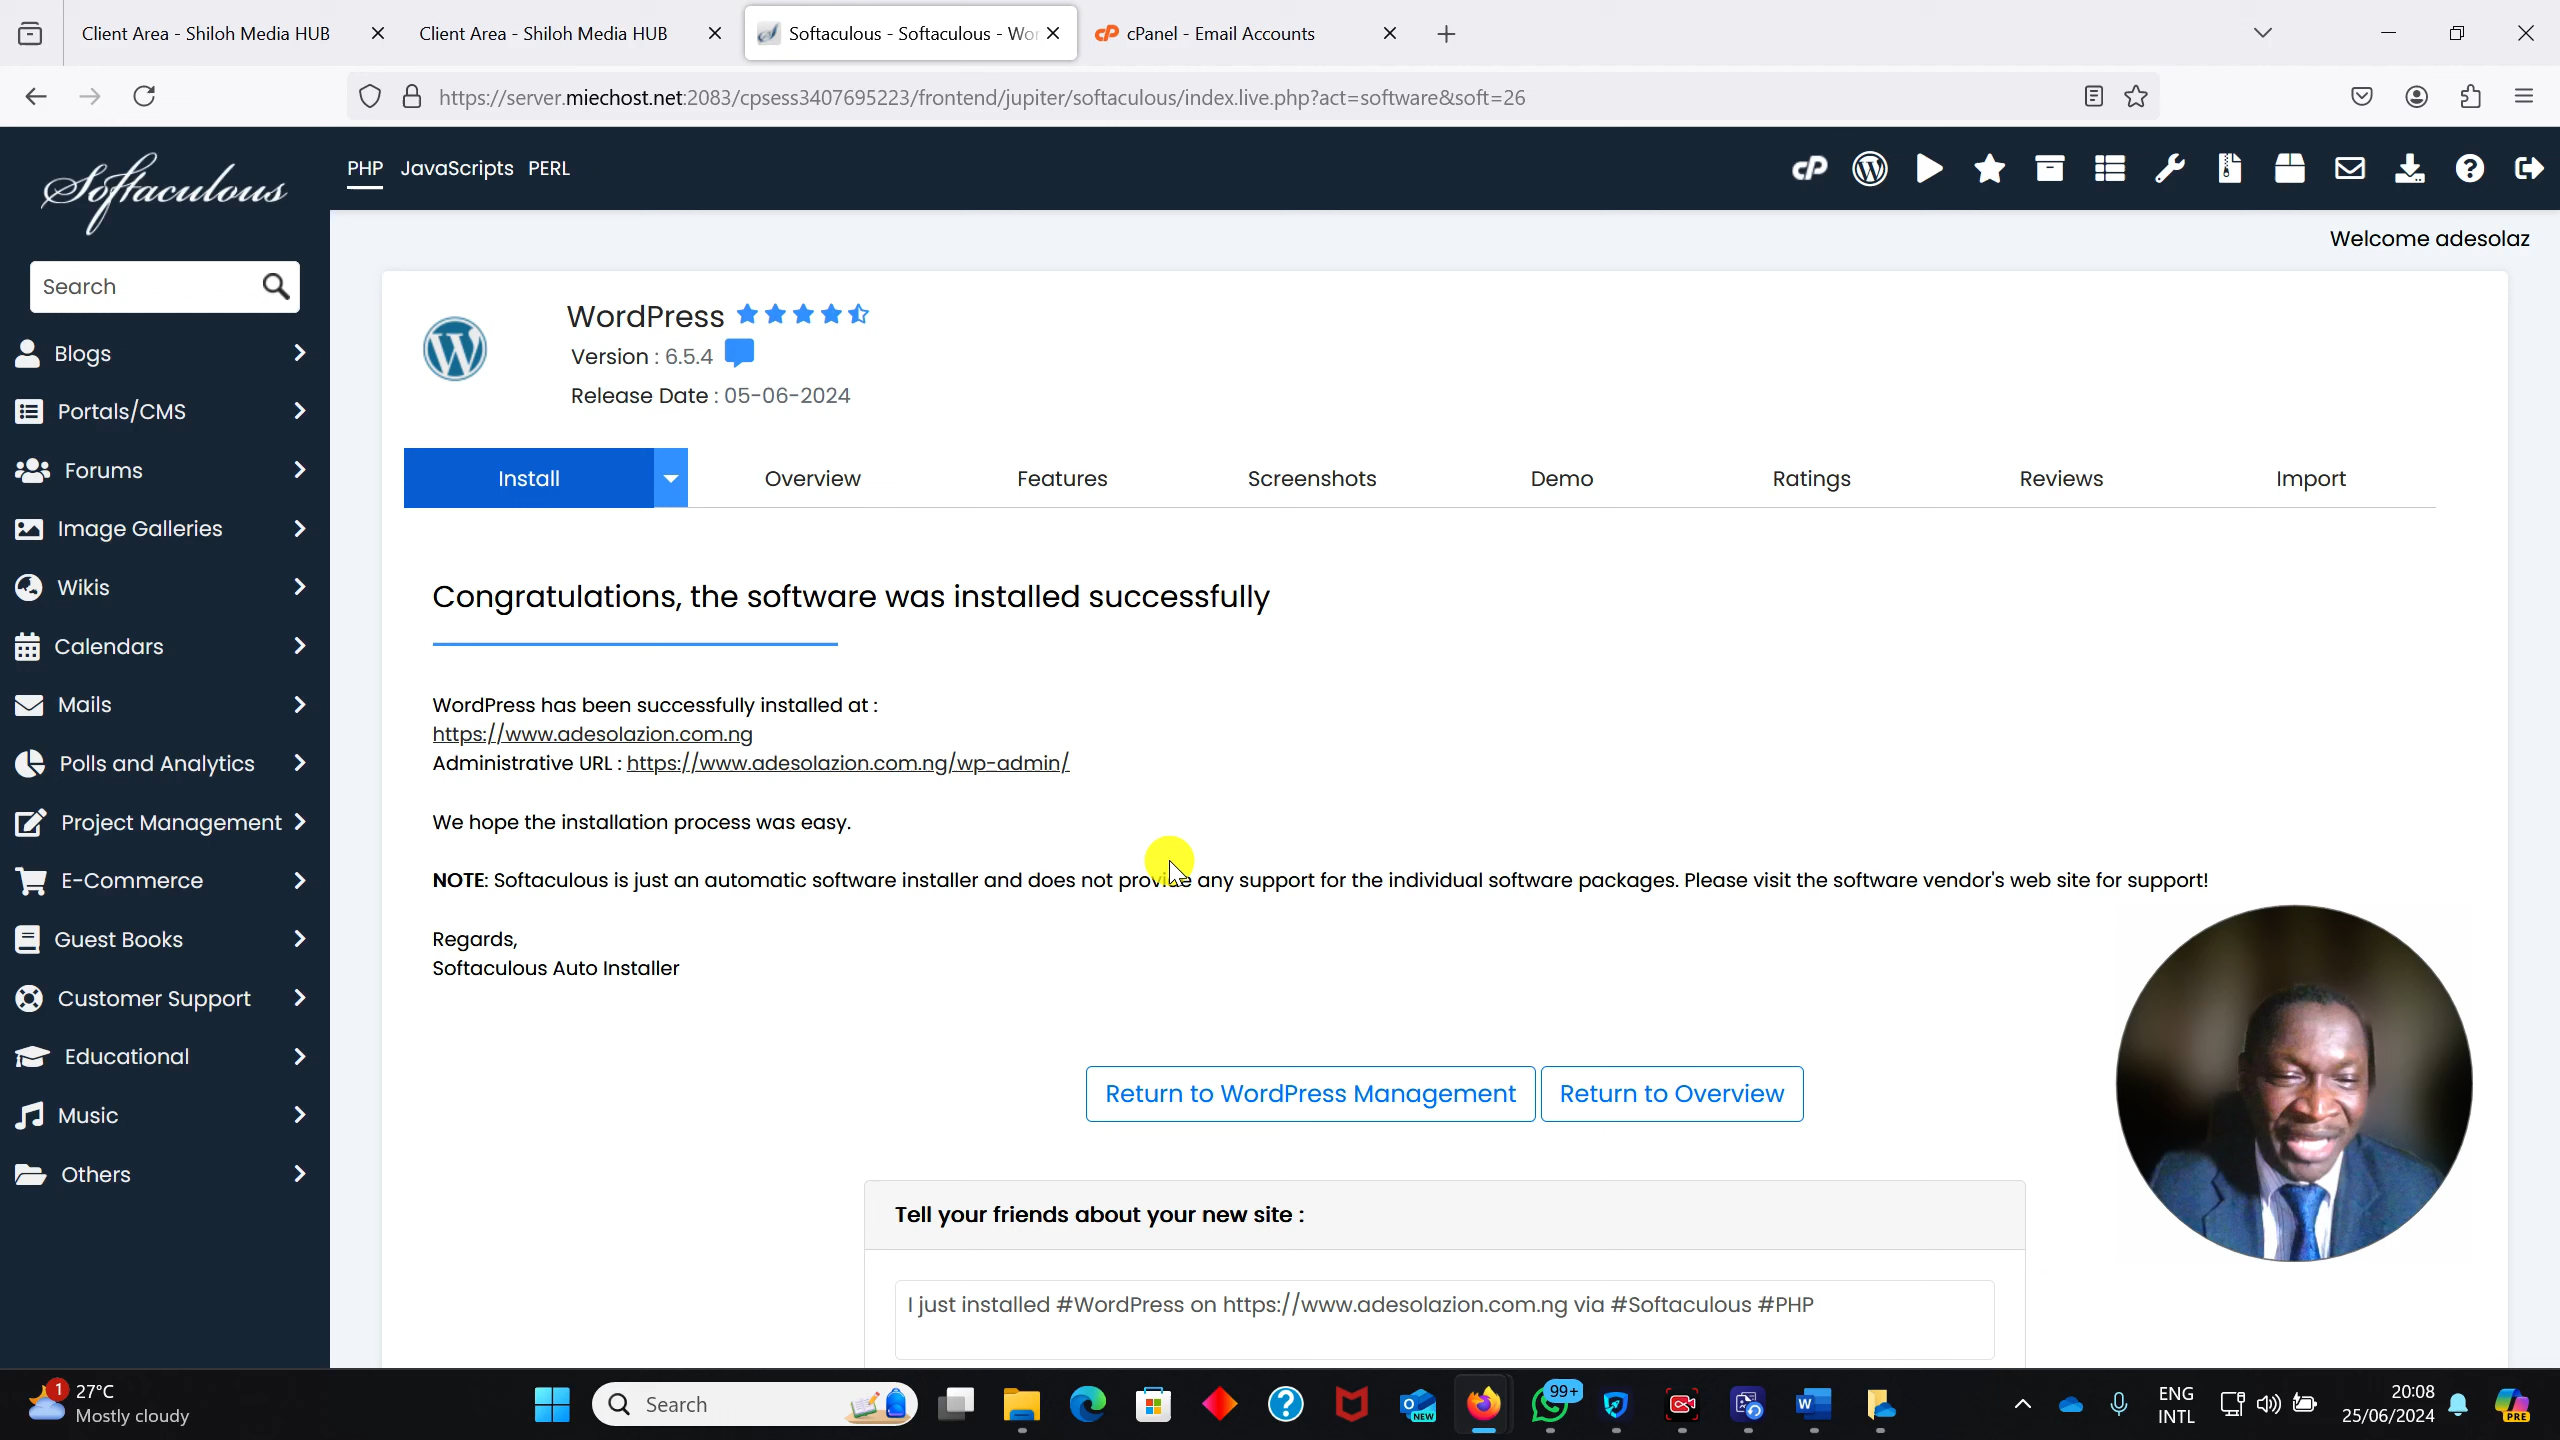 Client Area - Shiloh Media HUB
Client Area - Shiloh Media HUB
Softaculous - Softaculous - Wo
cPanel - Email Accounts
https://server.miechost.net:2083/cpsess3407695223/frontend/jupiter/softaculous/index.live.php?act=software&soft=26
Softaculous
PHP JavaScripts PERL
Welcome adesolaz
Search
Blogs
Portals/CMS
Forums
Image Galleries
Wikis
Calendars
Mails
Polls and Analytics
Project Management
E-Commerce
Guest Books
Customer Support
Educational
Music
Others
WordPress
Version : 6.5.4
Release Date : 05-06-2024
Install
Overview
Features
Screenshots
Demo
Ratings
Reviews
Import
Congratulations, the software was installed successfully
WordPress has been successfully installed at :
https://www.adesolazion.com.ng
Administrative URL : https://www.adesolazion.com.ng/wp-admin/
We hope the installation process was easy.
NOTE: Softaculous is just an automatic software installer and does not provide any support for the individual software packages. Please visit the software vendor's web site for support!
Regards,
Softaculous Auto Installer
Return to WordPress Management
Return to Overview
Tell your friends about your new site :
I just installed #WordPress on https://www.adesolazion.com.ng via #Softaculous #PHP
1
27°C
Mostly cloudy
Search
NEW
99+
ENG
INTL
20:08
25/06/2024
PRE